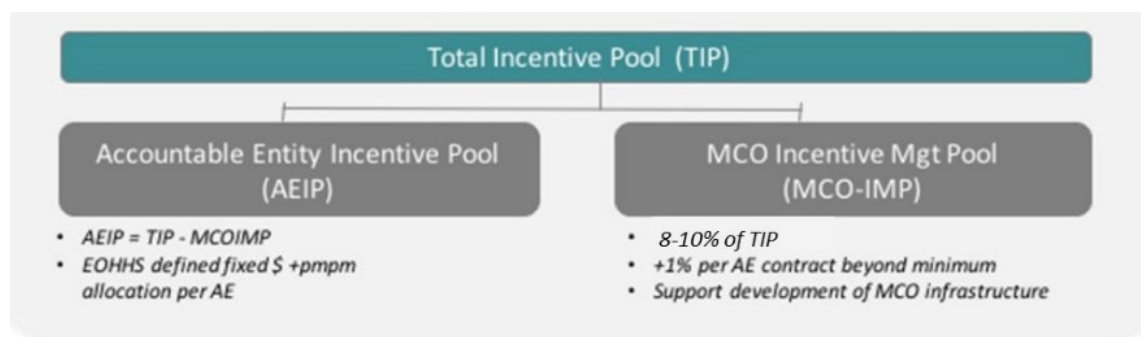 Total Incentive Pool  (TIP)
Accountable Entity Incentive Pool
(AEIP)
MCO Incentive Mgt Pool
(MCO-IMP)
• AEIP = TIP - MCOIMP
• EOHHS defined fixed $ +pmpm
allocation per AE
• 8-10% of TIP
• +1% per AE contract beyond minimum
• Support development of MCO infrastructure